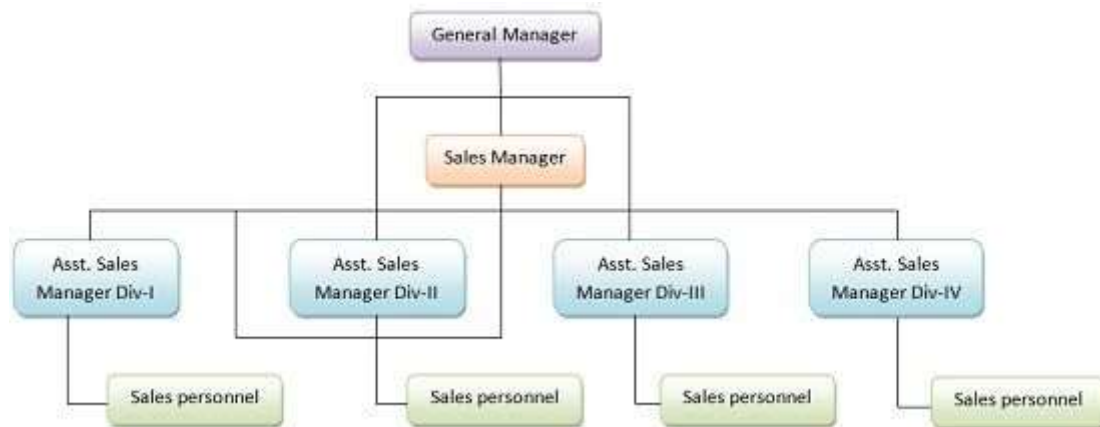 General Manager
Sales Manager
Asst. Sales
Manager Div-I
Asst. Sales
Manager Div-II
Asst. Sales
Manager Div-III
Asst. Sales
Manager Div-IV
Sales personnel
Sales personnel
Sales personnel
Sales personnel